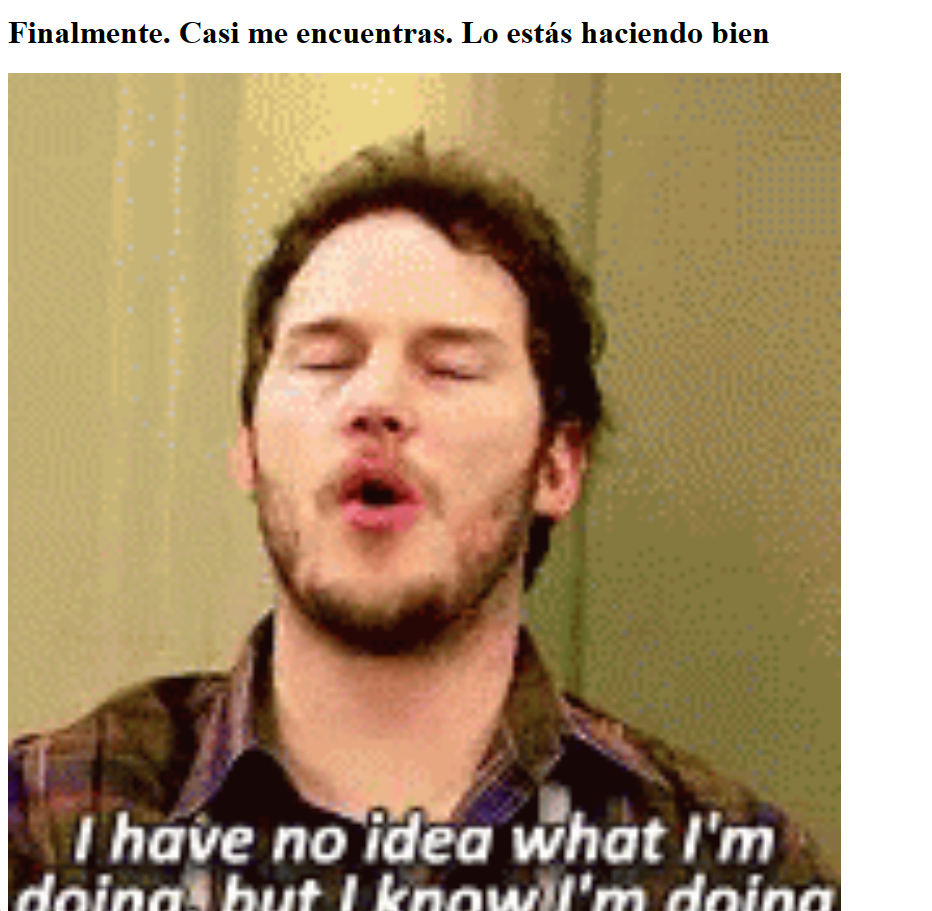 Finalmente. Casi me encuentras. Lo estás haciendo bien
I have no idea what I'm
doing, but I know I'm doing